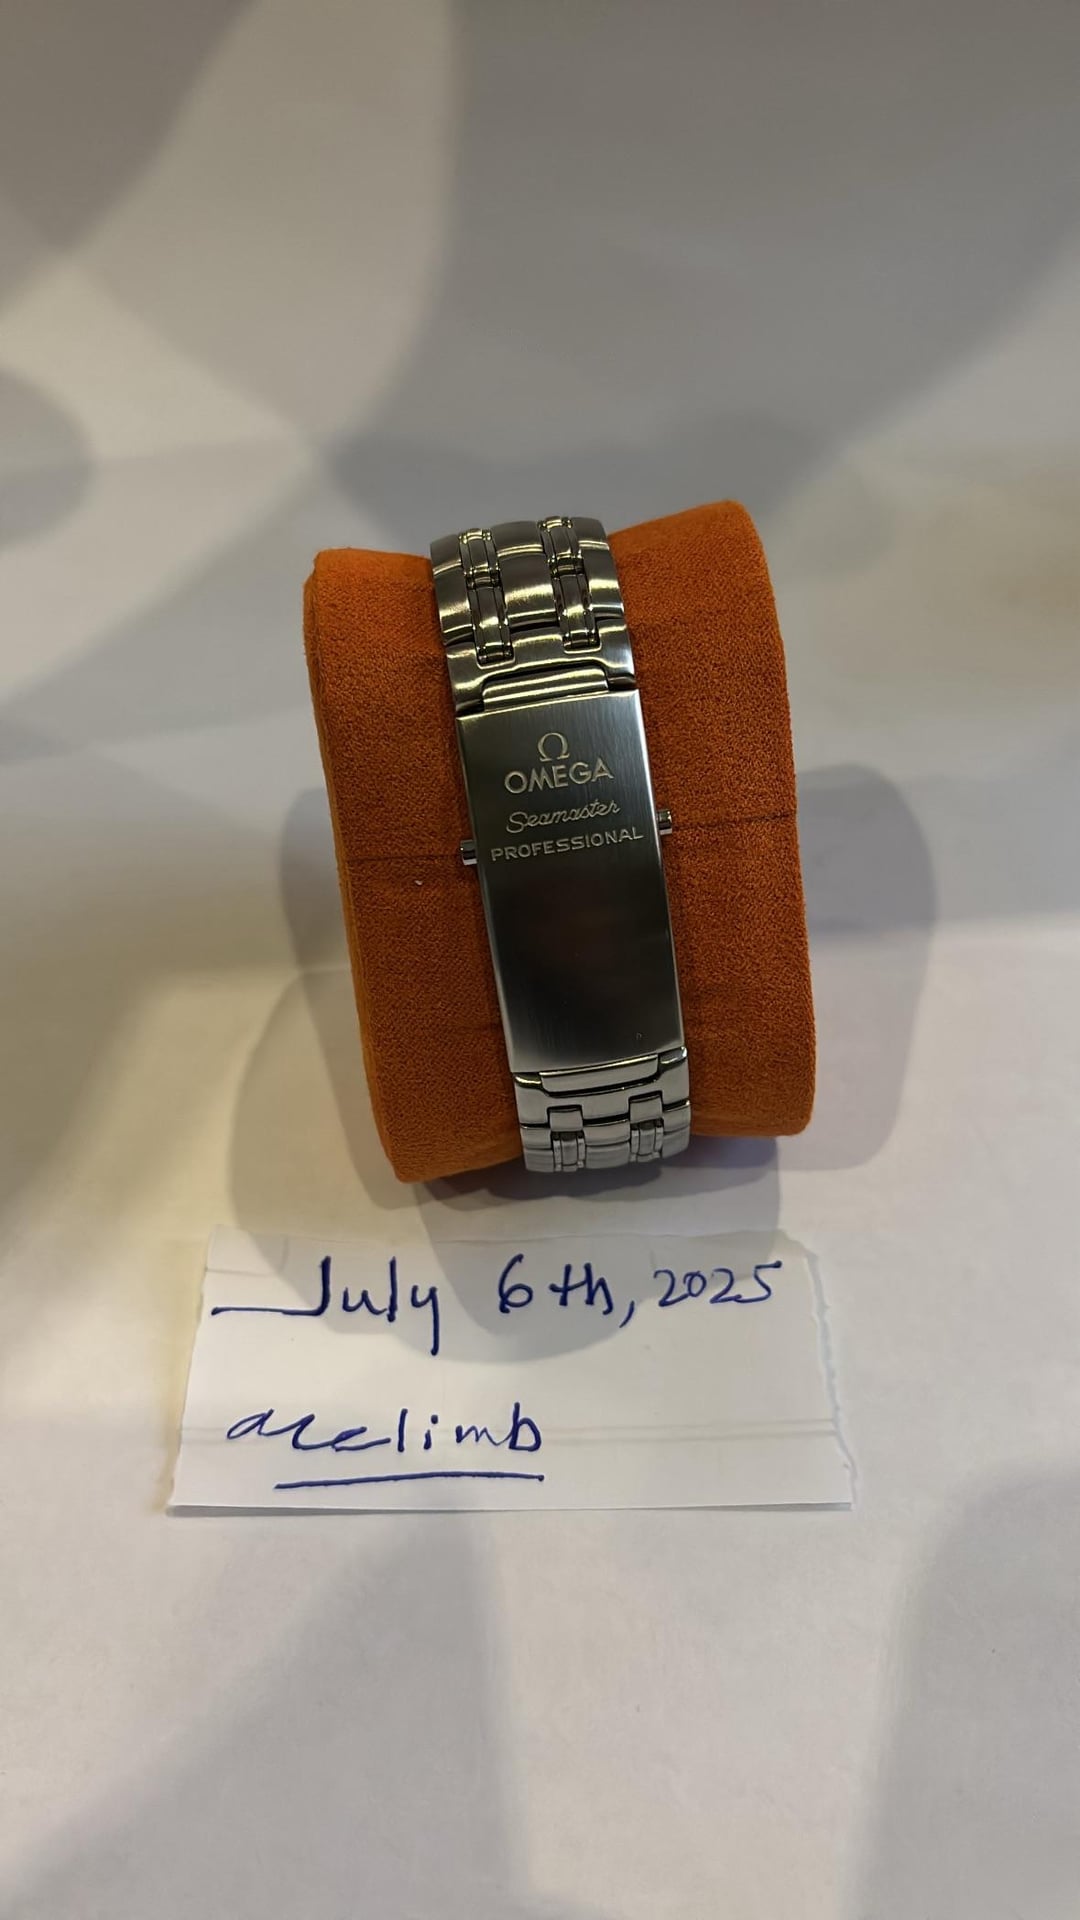 Ω
OMEGA
Seamaster
PROFESSIONAL
July 6th, 2025
acelimb